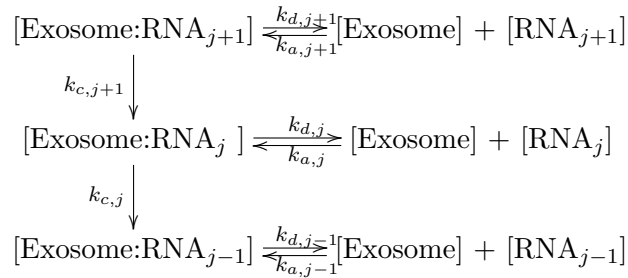 [Exosome:RNA_{j+1}] k_{d,j+1} k_{a,j+1} [Exosome] + [RNA_{j+1}]
k_{c,j+1}
[Exosome:RNA_j ] k_{d,j} k_{a,j} [Exosome] + [RNA_j]
k_{c,j}
[Exosome:RNA_{j−1}] k_{d,j−1} k_{a,j−1} [Exosome] + [RNA_{j−1}]